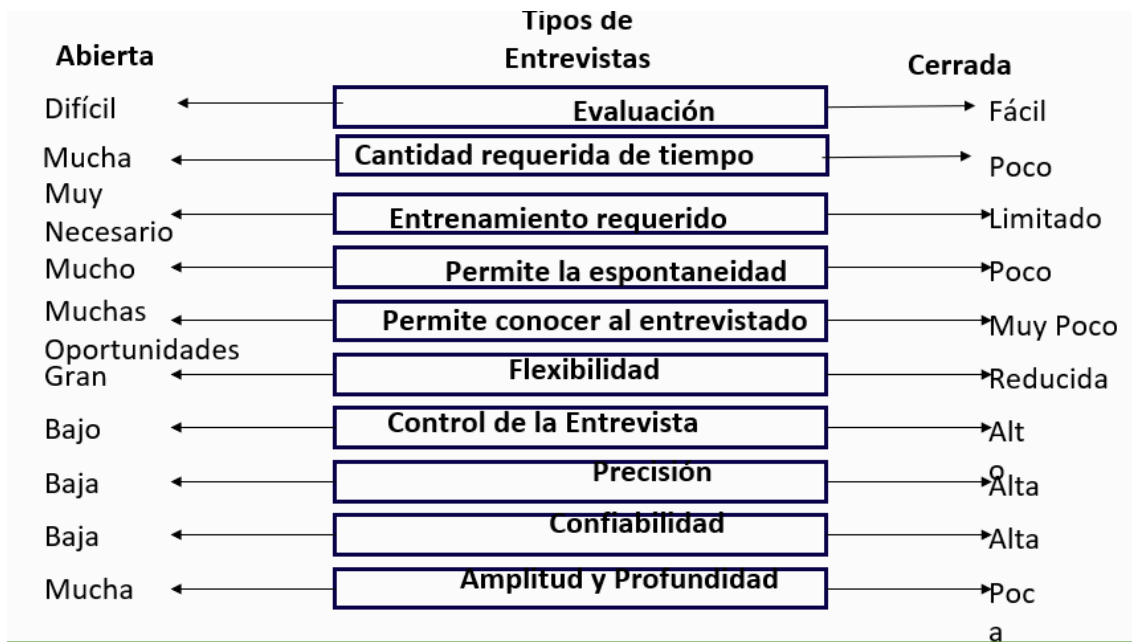 Tipos de
Entrevistas
Abierta
Cerrada
Difícil
Evaluación
Fácil
Mucha
Cantidad requerida de tiempo
Poco
Muy
Necesario
Entrenamiento requerido
Limitado
Mucho
Permite la espontaneidad
Poco
Muchas
Oportunidades
Permite conocer al entrevistado
Muy Poco
Gran
Flexibilidad
Reducida
Bajo
Control de la Entrevista
Alt
o
Baja
Precisión
Alta
Baja
Confiabilidad
Alta
Mucha
Amplitud y Profundidad
Poc
a